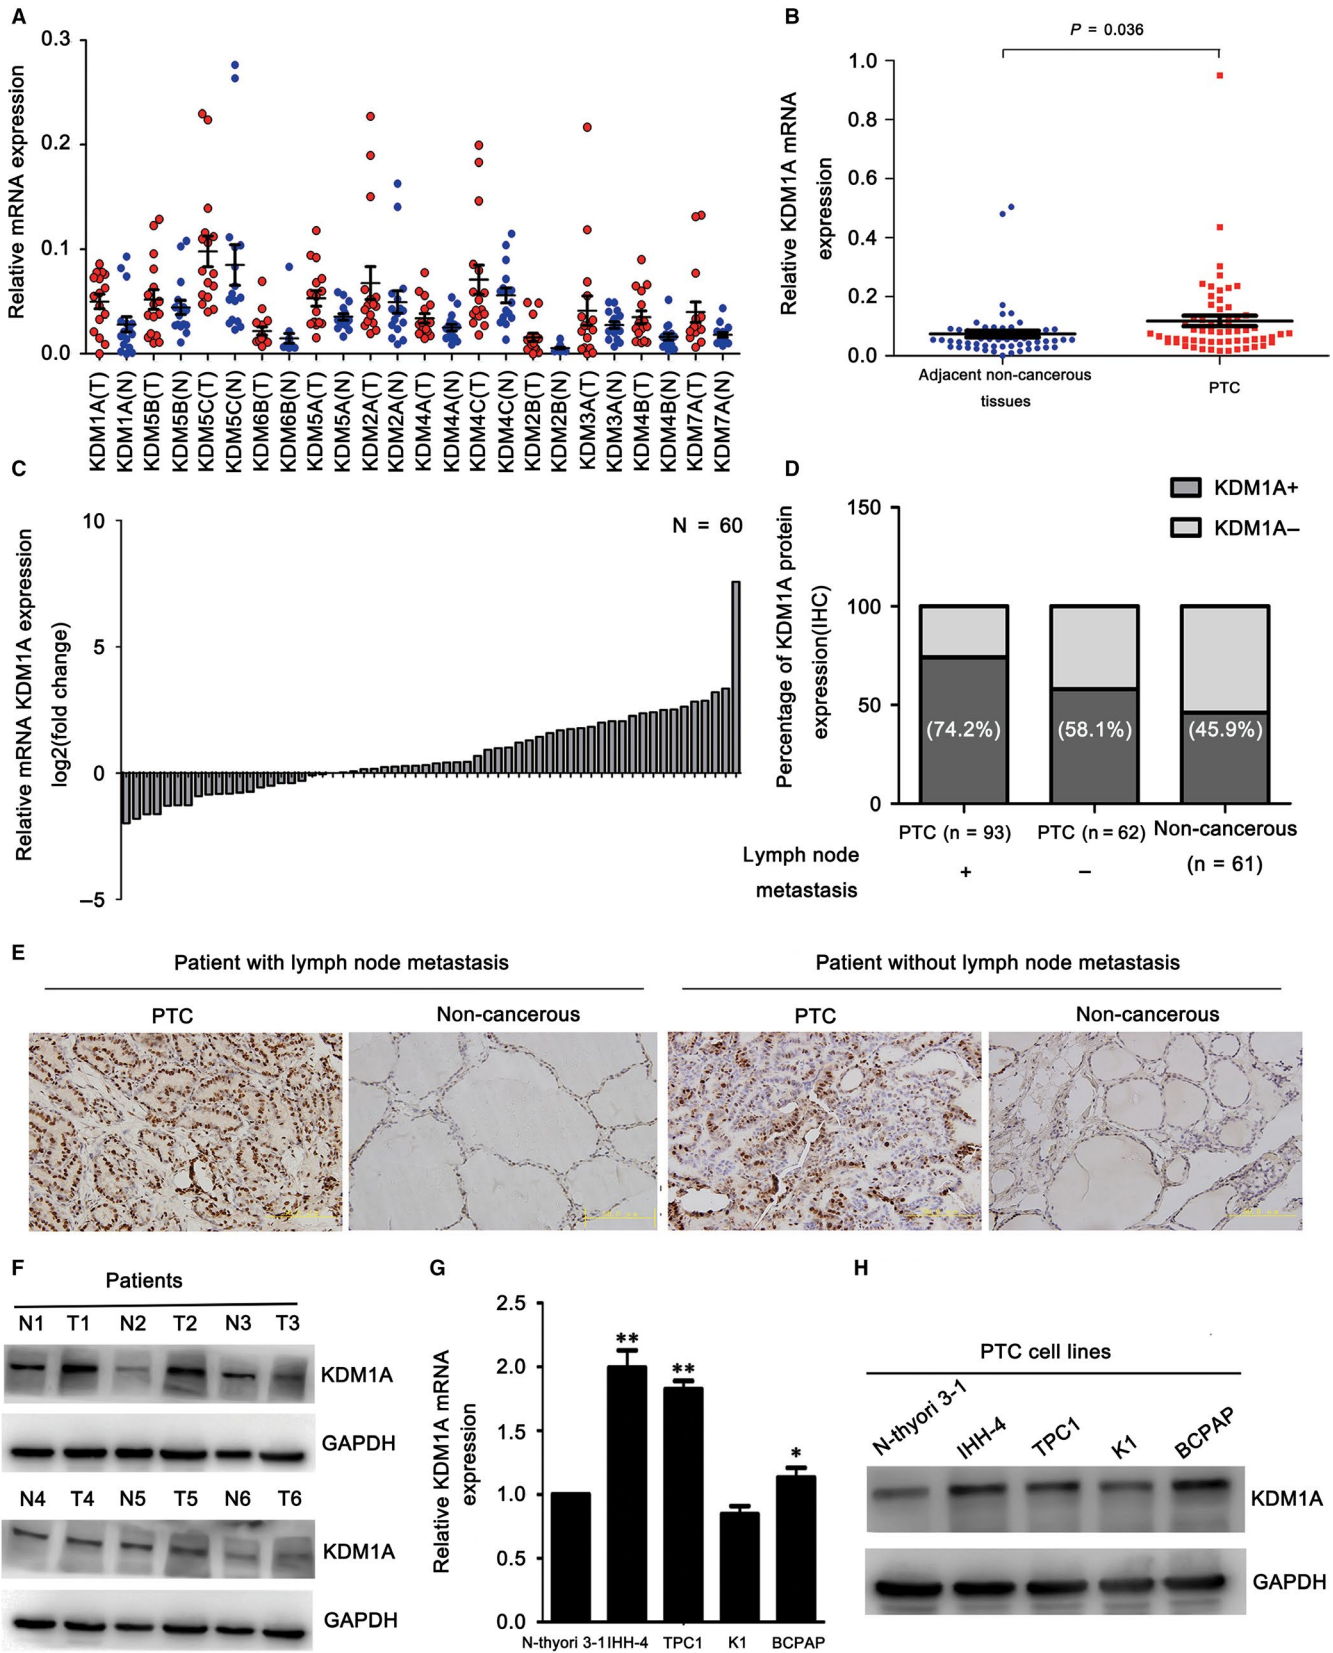 A
Relative mRNA expression
0.3
0.2
0.1
0.0
KDM1A(T)
KDM1A(N)
KDM5B(T)
KDM5B(N)
KDM5C(T)
KDM5C(N)
KDM6B(T)
KDM6B(N)
KDM5A(T)
KDM5A(N)
KDM2A(T)
KDM2A(N)
KDM4A(T)
KDM4A(N)
KDM4C(T)
KDM4C(N)
KDM2B(T)
KDM2B(N)
KDM3A(T)
KDM3A(N)
KDM4B(T)
KDM4B(N)
KDM7A(T)
KDM7A(N)
B
P = 0.036
Relative KDM1A mRNA
expression
1.0
0.8
0.6
0.4
0.2
0.0
Adjacent non-cancerous
tissues
PTC
C
Relative mRNA KDM1A expression
log2(fold change)
10
5
0
–5
N = 60
D
KDM1A+
KDM1A–
Percentage of KDM1A protein
expression(IHC)
150
100
50
0
(74.2%) (58.1%) (45.9%)
PTC (n = 93) PTC (n = 62) Non-cancerous
(n = 61)
Lymph node
metastasis
+ –
E
Patient with lymph node metastasis Patient without lymph node metastasis
PTC Non-cancerous PTC Non-cancerous
F
Patients
N1 T1 N2 T2 N3 T3
KDM1A
GAPDH
N4 T4 N5 T5 N6 T6
KDM1A
GAPDH
G
Relative KDM1A mRNA
expression
2.5
2.0
1.5
1.0
0.5
0.0
** ** *
N-thyori 3-1 IHH-4 TPC1 K1 BCPAP
H
PTC cell lines
N-thyori 3-1 IHH-4 TPC1 K1 BCPAP
KDM1A
GAPDH